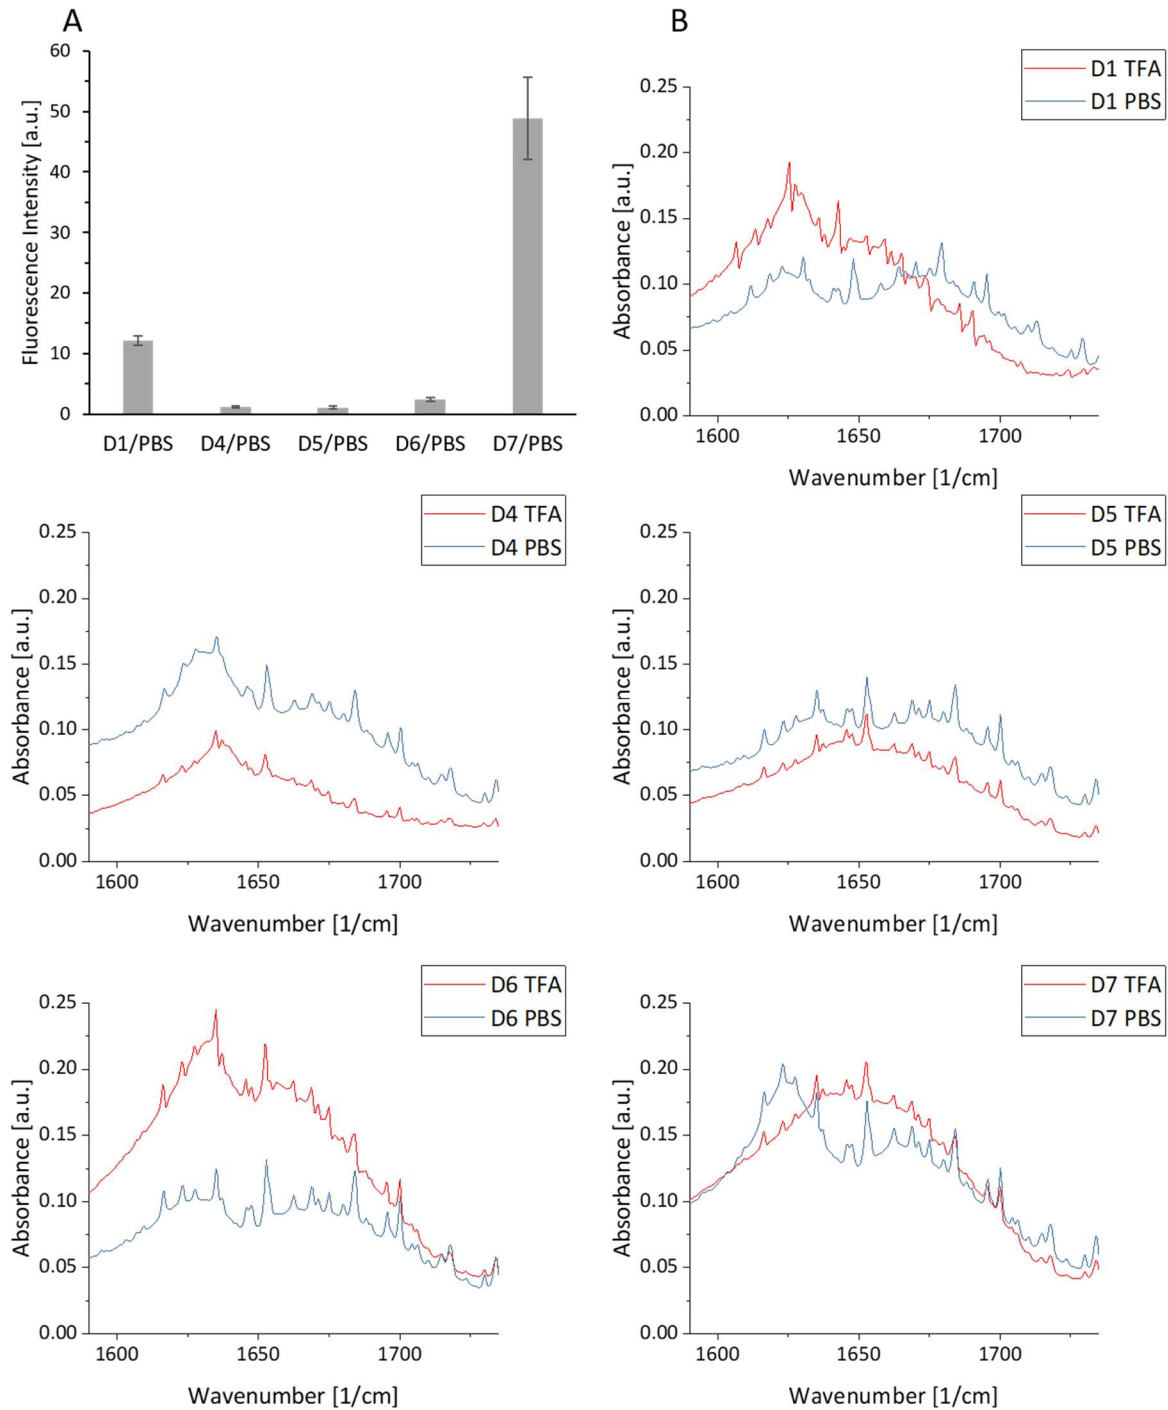 A
Fluorescence Intensity [a.u.]
60
50
40
30
20
10
0
D1/PBS D4/PBS D5/PBS D6/PBS D7/PBS
B
D1 TFA
D1 PBS
Absorbance [a.u.]
0.25
0.20
0.15
0.10
0.05
0.00
1600 1650 1700
Wavenumber [1/cm]
D4 TFA
D4 PBS
Absorbance [a.u.]
0.25
0.20
0.15
0.10
0.05
0.00
1600 1650 1700
Wavenumber [1/cm]
D5 TFA
D5 PBS
Absorbance [a.u.]
0.25
0.20
0.15
0.10
0.05
0.00
1600 1650 1700
Wavenumber [1/cm]
D6 TFA
D6 PBS
Absorbance [a.u.]
0.25
0.20
0.15
0.10
0.05
0.00
1600 1650 1700
Wavenumber [1/cm]
D7 TFA
D7 PBS
Absorbance [a.u.]
0.25
0.20
0.15
0.10
0.05
0.00
1600 1650 1700
Wavenumber [1/cm]